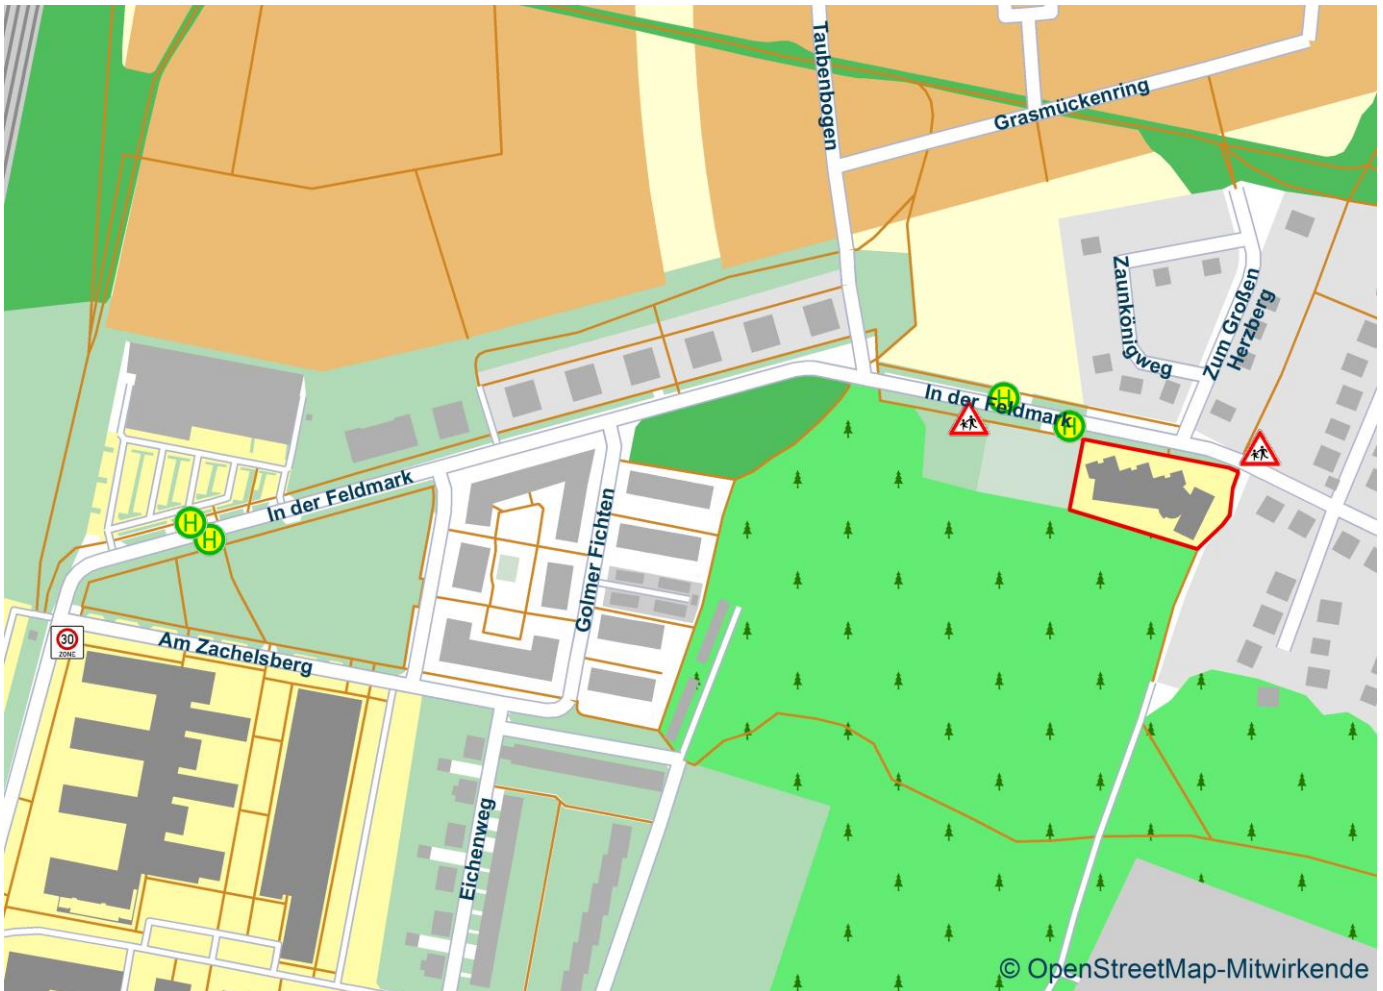 Taubenbogen
Grasmückenring
Zaunkönigweg
Zum Großen
Herzberg
In der Feldmark
H
H
In der Feldmark
H
H
Golmer Fichten
30
ZONE
Am Zachelsberg
Eichenweg
© OpenStreetMap-Mitwirkende